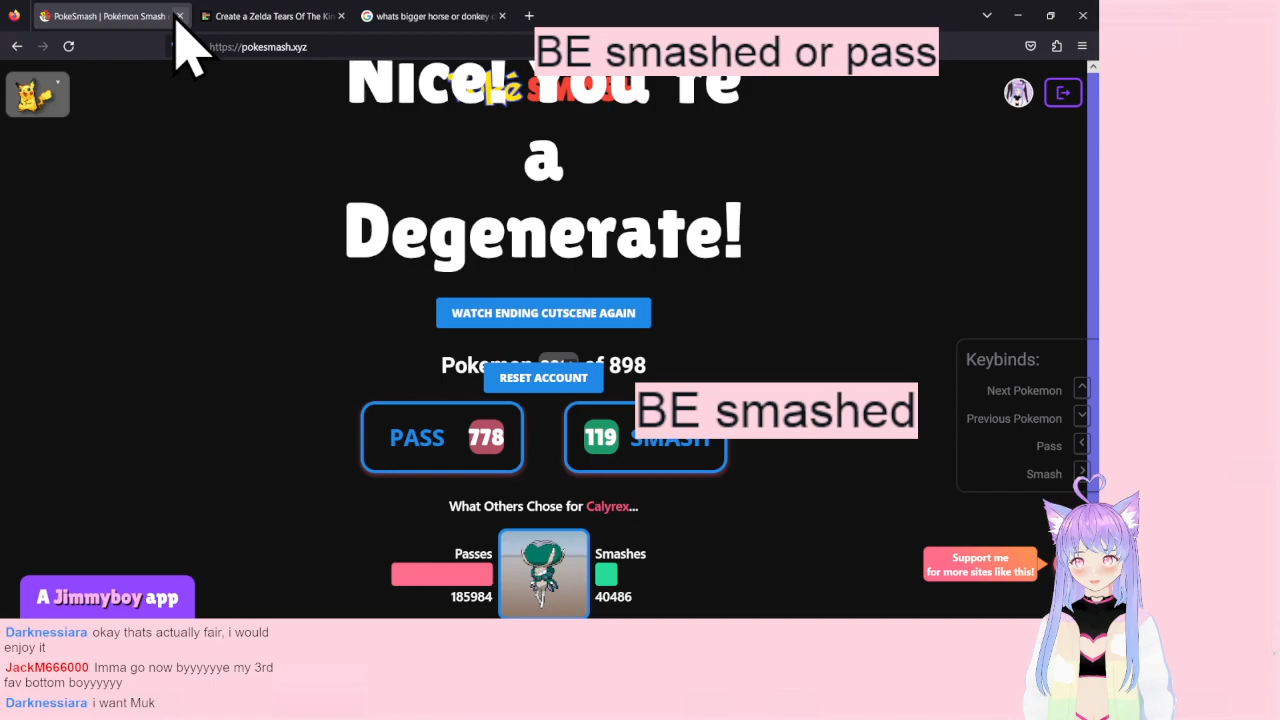 PokeSmash | Pokémon Smash
Create a Zelda Tears Of The Kin
whats bigger horse or donkey c
https://pokesmash.xyz
BE smashed or pass
Nice! You're
a
Degenerate!
WATCH ENDING CUTSCENE AGAIN
of 898
RESET ACCOUNT
BE smashed
PASS 778
119 SMASH
What Others Chose for Calyrex...
Passes
185984
Smashes
40486
Keybinds:
Next Pokemon
Previous Pokemon
Pass
Smash
Support me
for more sites like this!
A Jimmyboy app
Darknessiara okay thats actually fair, i would
enjoy it
JackM666000 Imma go now byyyyyye my 3rd
fav bottom boyyyyyy
Darknessiara i want Muk